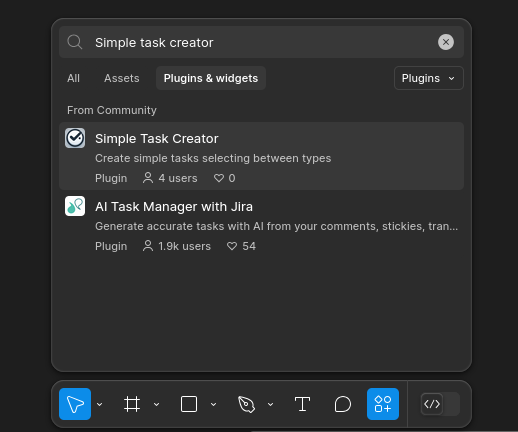 Simple task creator
All Assets Plugins & widgets Plugins
From Community
Simple Task Creator
Create simple tasks selecting between types
Plugin 4 users 0
AI Task Manager with Jira
Generate accurate tasks with AI from your comments, stickies, tran...
Plugin 1.9k users 54